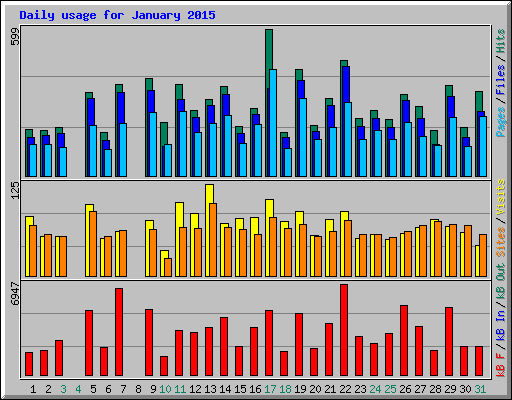 Daily usage for January 2015
599
Pages / Files / Hits
125
Sites / Visits
6947
kB F / kB In / kB Out
1 2 3 4 5 6 7 8 9 10 11 12 13 14 15 16 17 18 19 20 21 22 23 24 25 26 27 28 29 30 31